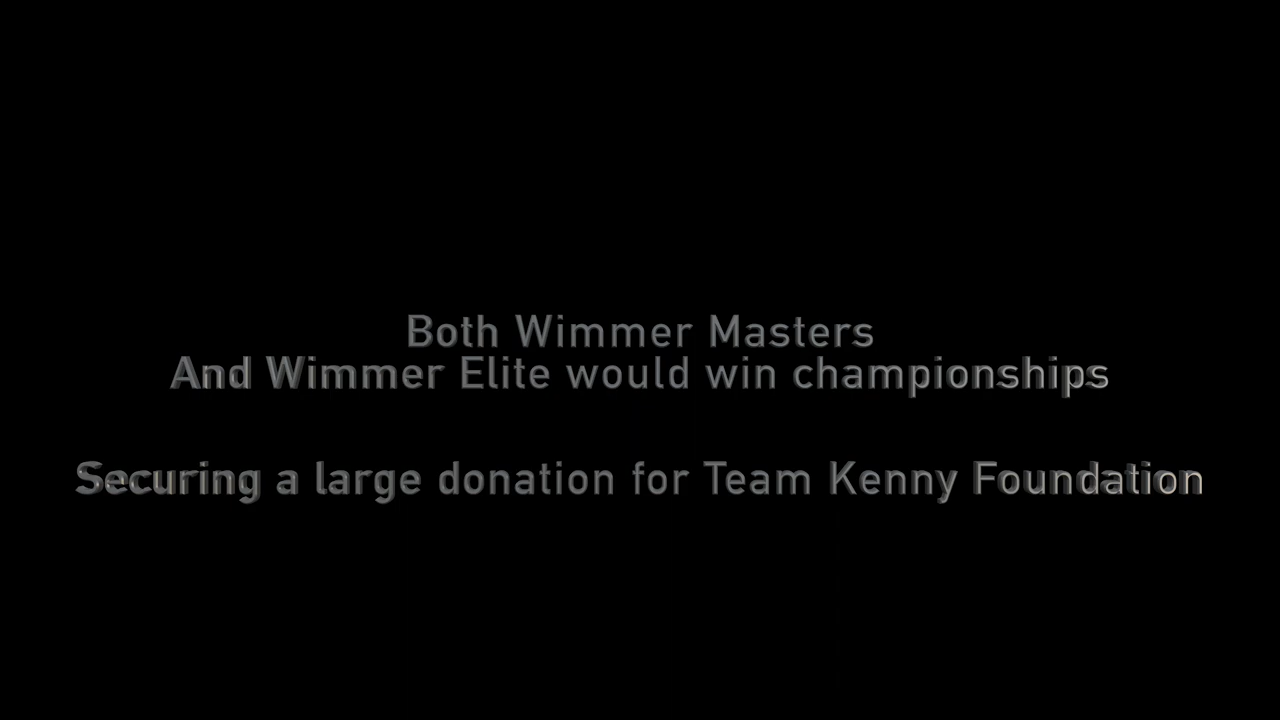 Both Wimmer Masters
And Wimmer Elite would win championships
Securing a large donation for Team Kenny Foundation